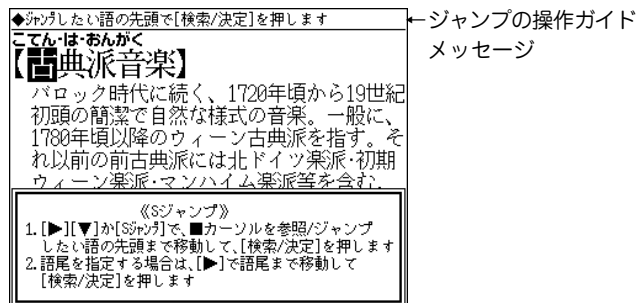 ◆ｼﾞｬﾝﾌﾟしたい語の先頭で[検索/決定]を押します
←ジャンプの操作ガイド
メッセージ
こてん·は·おんがく
【古典派音楽】
バロック時代に続く、1720年頃から19世紀
初頭の簡潔で自然な様式の音楽。一般に、
1780年頃以降のウィーン古典派を指す。そ
れ以前の前古典派には北ドイツ楽派·初期
ウィーン楽派·マンハイム楽派等を含む。
《Sジャンプ》
1.[▶][▼]か[Sｼﾞｬﾝﾌﾟ]で、■カーソルを参照/ジャンプ
したい語の先頭まで移動して、[検索/決定]を押します
2.語尾を指定する場合は、[▶]で語尾まで移動して
[検索/決定]を押します